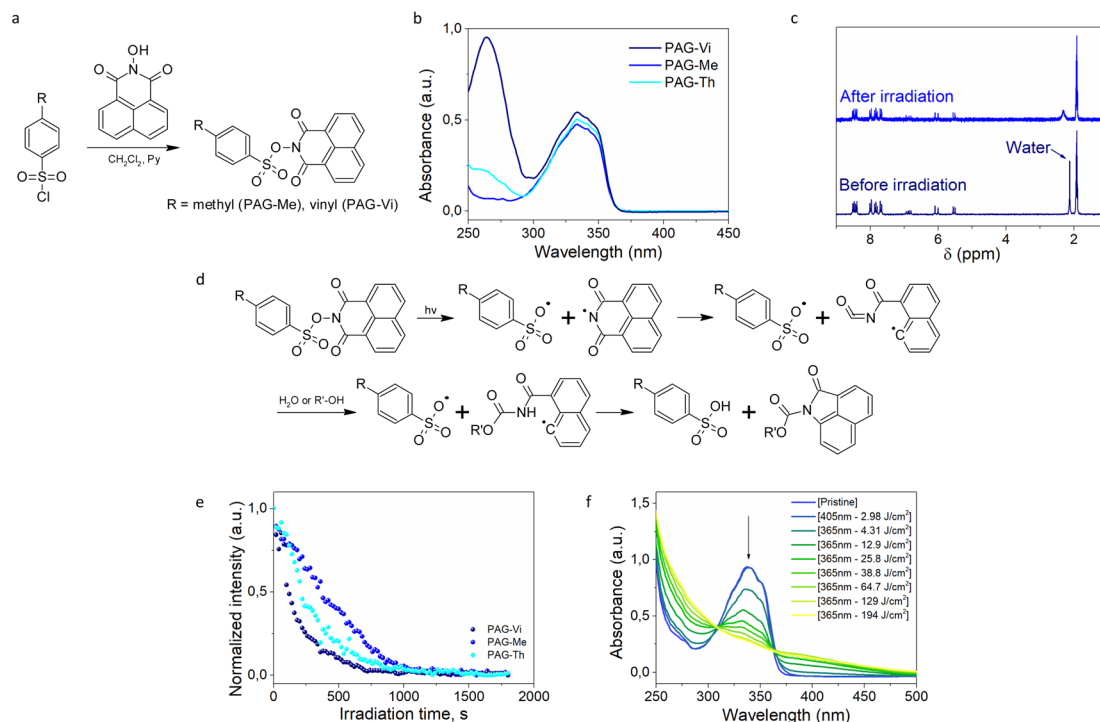 a
R
S
O
O
Cl
OH
O
N
O
CH₂Cl₂, Py
R
O
S
O
O
N
O
O
R = methyl (PAG-Me), vinyl (PAG-Vi)
b
1,0
0,5
0,0
Absorbance (a.u.)
PAG-Vi
PAG-Me
PAG-Th
250 300 350 400 450
Wavelength (nm)
c
After irradiation
Water
Before irradiation
8 6 4 2
δ (ppm)
d
R
S
O
O
O
N
O
O
hv
R
S
O•
O
O
+
•N
O
O
R
S
O•
O
O
+
O
N
O
C•
H₂O or R'-OH
R
S
O•
O
O
+
O
R'O
NH
O
C•
R
S
OH
O
O
+
O
R'O
N
O
e
1,0
0,5
0,0
Normalized intensity (a.u.)
PAG-Vi
PAG-Me
PAG-Th
0 500 1000 1500 2000
Irradiation time, s
f
1,5
1,0
0,5
0,0
Absorbance (a.u.)
[Pristine]
[405nm - 2.98 J/cm²]
[365nm - 4.31 J/cm²]
[365nm - 12.9 J/cm²]
[365nm - 25.8 J/cm²]
[365nm - 38.8 J/cm²]
[365nm - 64.7 J/cm²]
[365nm - 129 J/cm²]
[365nm - 194 J/cm²]
250 300 350 400 450 500
Wavelength (nm)